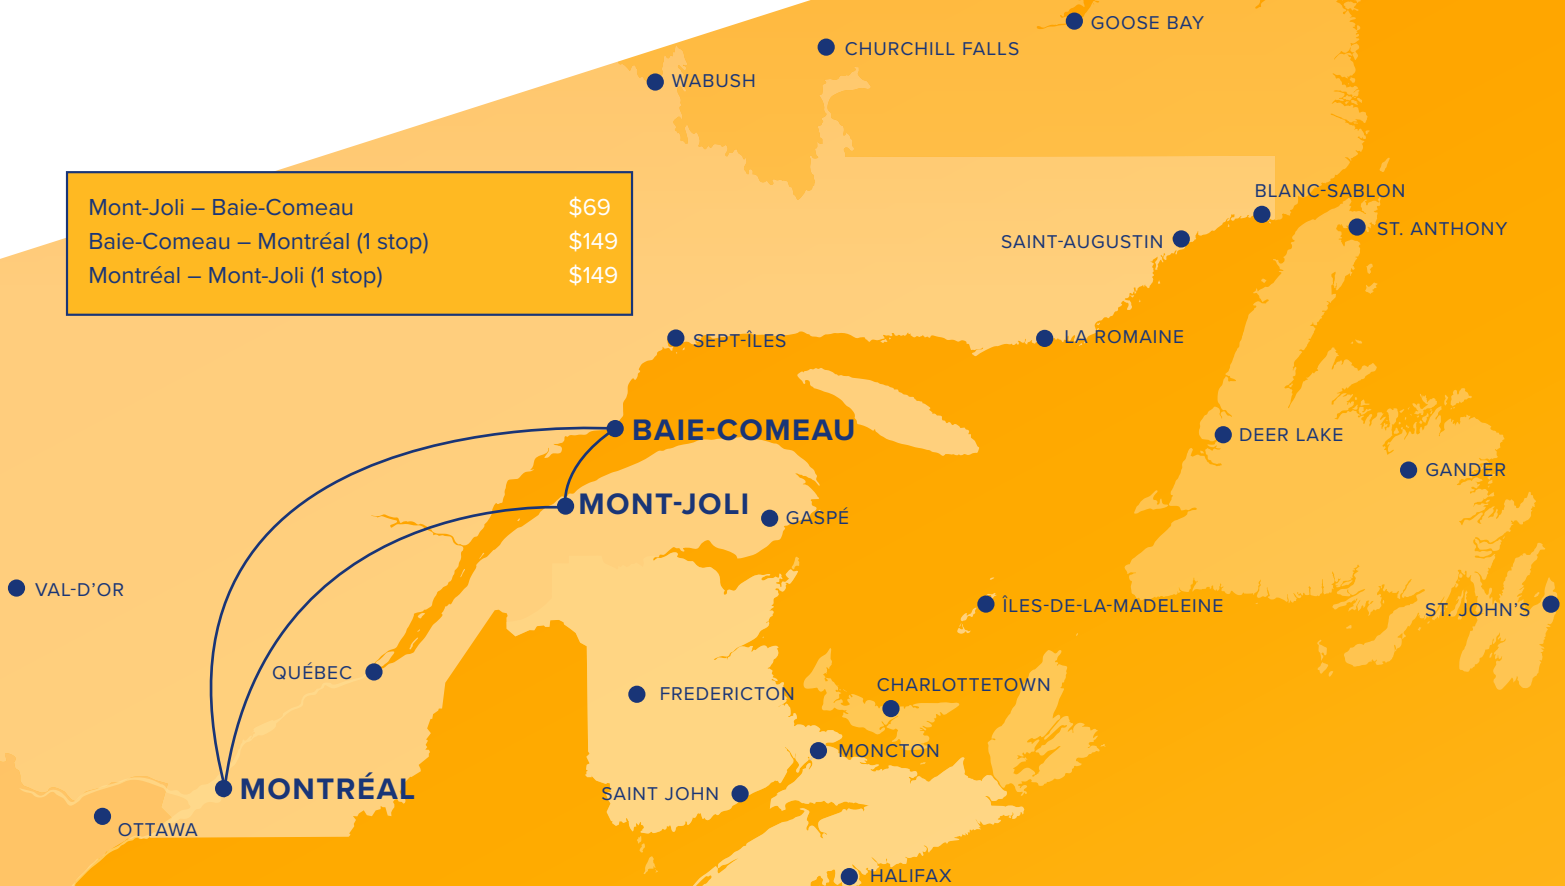 GOOSE BAY
CHURCHILL FALLS
WABUSH
Mont-Joli – Baie-Comeau $69
Baie-Comeau – Montréal (1 stop) $149
Montréal – Mont-Joli (1 stop) $149
BLANC-SABLON
ST. ANTHONY
SAINT-AUGUSTIN
SEPT-ÎLES
LA ROMAINE
BAIE-COMEAU
DEER LAKE
GANDER
MONT-JOLI
GASPÉ
VAL-D’OR
ÎLES-DE-LA-MADELEINE
ST. JOHN’S
QUÉBEC
FREDERICTON
CHARLOTTETOWN
MONCTON
MONTRÉAL
SAINT JOHN
OTTAWA
HALIFAX